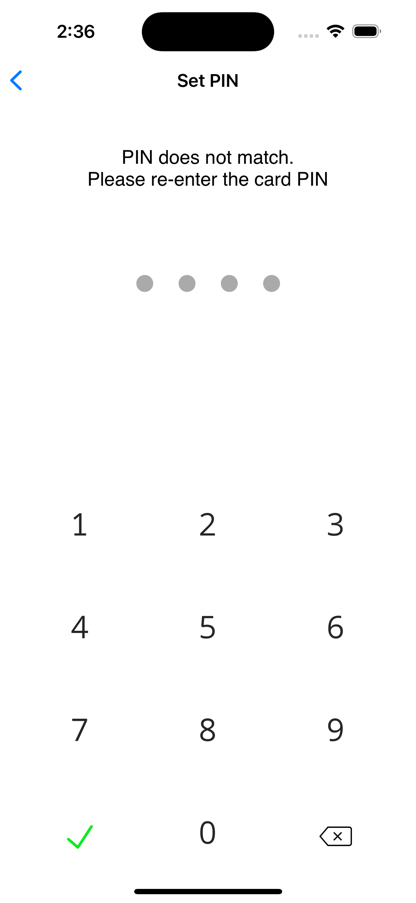 2:36
Set PIN
PIN does not match.
Please re-enter the card PIN
1 2 3
4 5 6
7 8 9
0